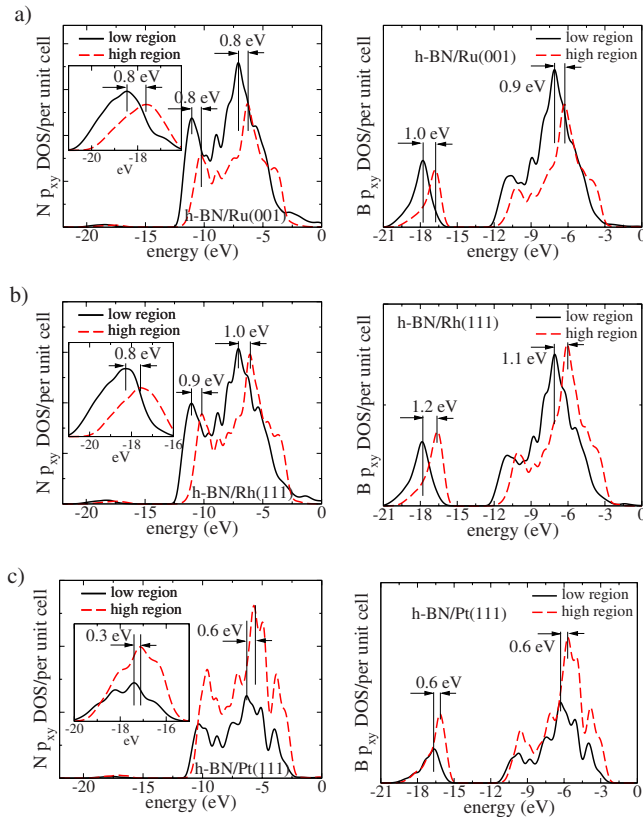 a)
N pxy DOS/per unit cell
low region
high region
0.8 eV
0.8 eV
0.8 eV
-20 -18
eV
h-BN/Ru(001)
-20 -15 -10 -5 0
energy (eV)
B pxy DOS/per unit cell
low region
high region
h-BN/Ru(001)
0.9 eV
1.0 eV
-21 -18 -15 -12 -9 -6 -3 0
energy (eV)
b)
N pxy DOS/per unit cell
low region
high region
1.0 eV
0.8 eV
0.9 eV
-20 -18 -16
eV
h-BN/Rh(111)
-20 -15 -10 -5 0
energy (eV)
B pxy DOS/per unit cell
low region
high region
h-BN/Rh(111)
1.1 eV
1.2 eV
-21 -18 -15 -12 -9 -6 -3 0
energy (eV)
c)
N pxy DOS/per unit cell
low region
high region
0.3 eV
0.6 eV
-20 -18 -16 -14
eV
h-BN/Pt(111)
-20 -15 -10 -5 0
energy (eV)
B pxy DOS/per unit cell
low region
high region
h-BN/Pt(111)
0.6 eV
0.6 eV
-21 -18 -15 -12 -9 -6 -3 0
energy (eV)